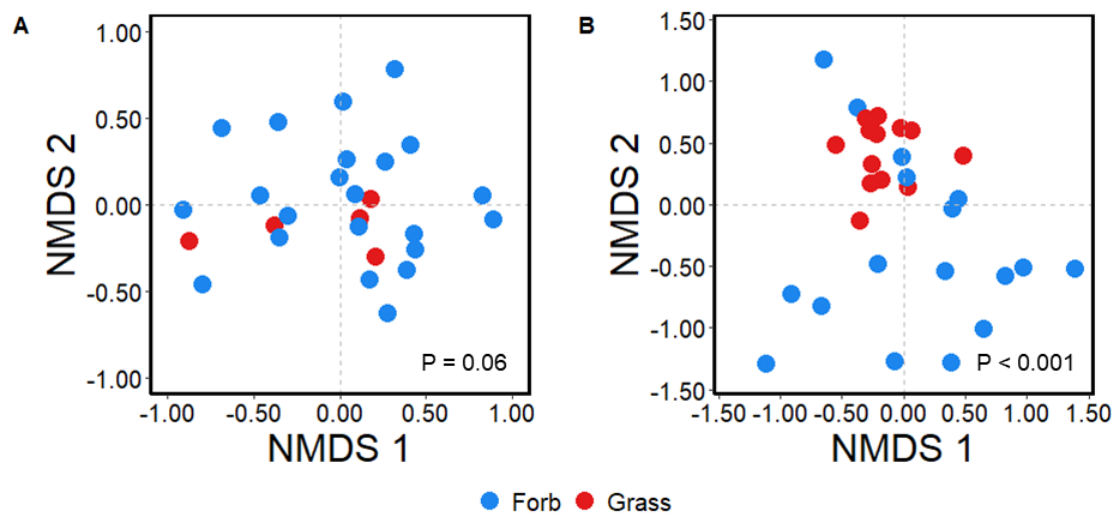 A
1.00
0.50
0.00
-0.50
-1.00
NMDS 2
P = 0.06
-1.00 -0.50 0.00 0.50 1.00
NMDS 1
B
1.50
1.00
0.50
0.00
-0.50
-1.00
-1.50
NMDS 2
P < 0.001
-1.50 -1.00 -0.50 0.00 0.50 1.00 1.50
NMDS 1
Forb Grass